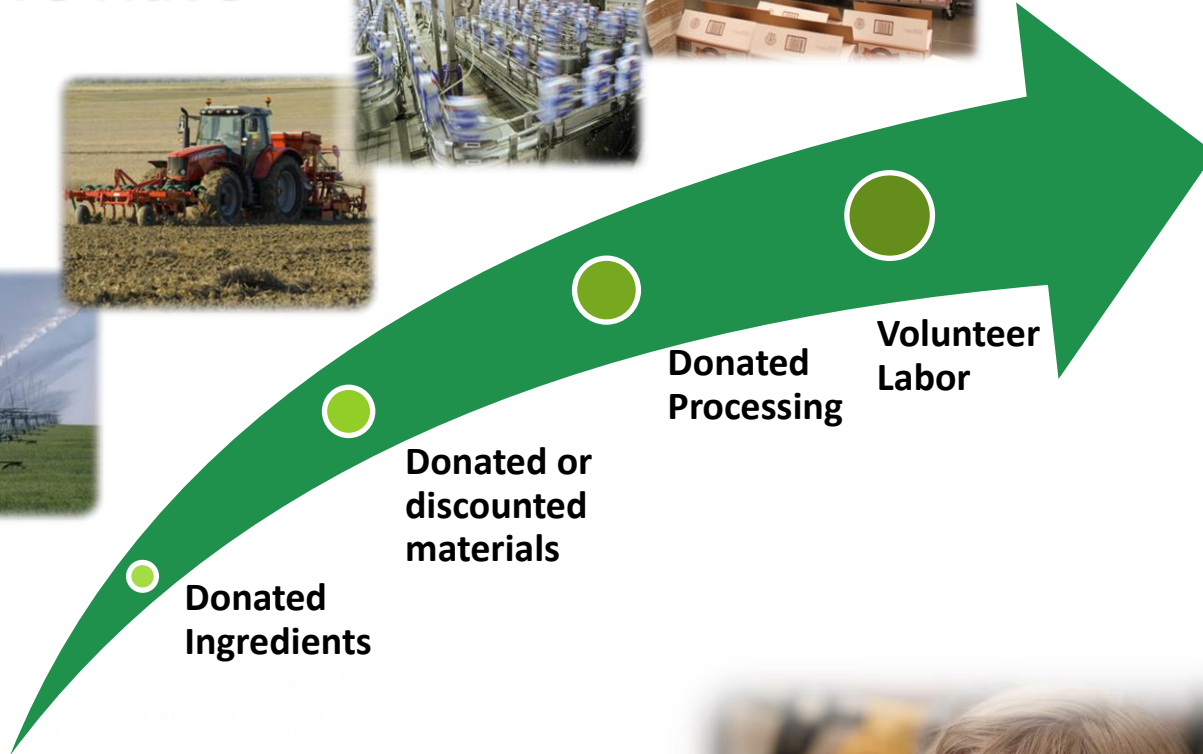 Volunteer
Labor
Donated
Processing
Donated or
discounted
materials
Donated
Ingredients